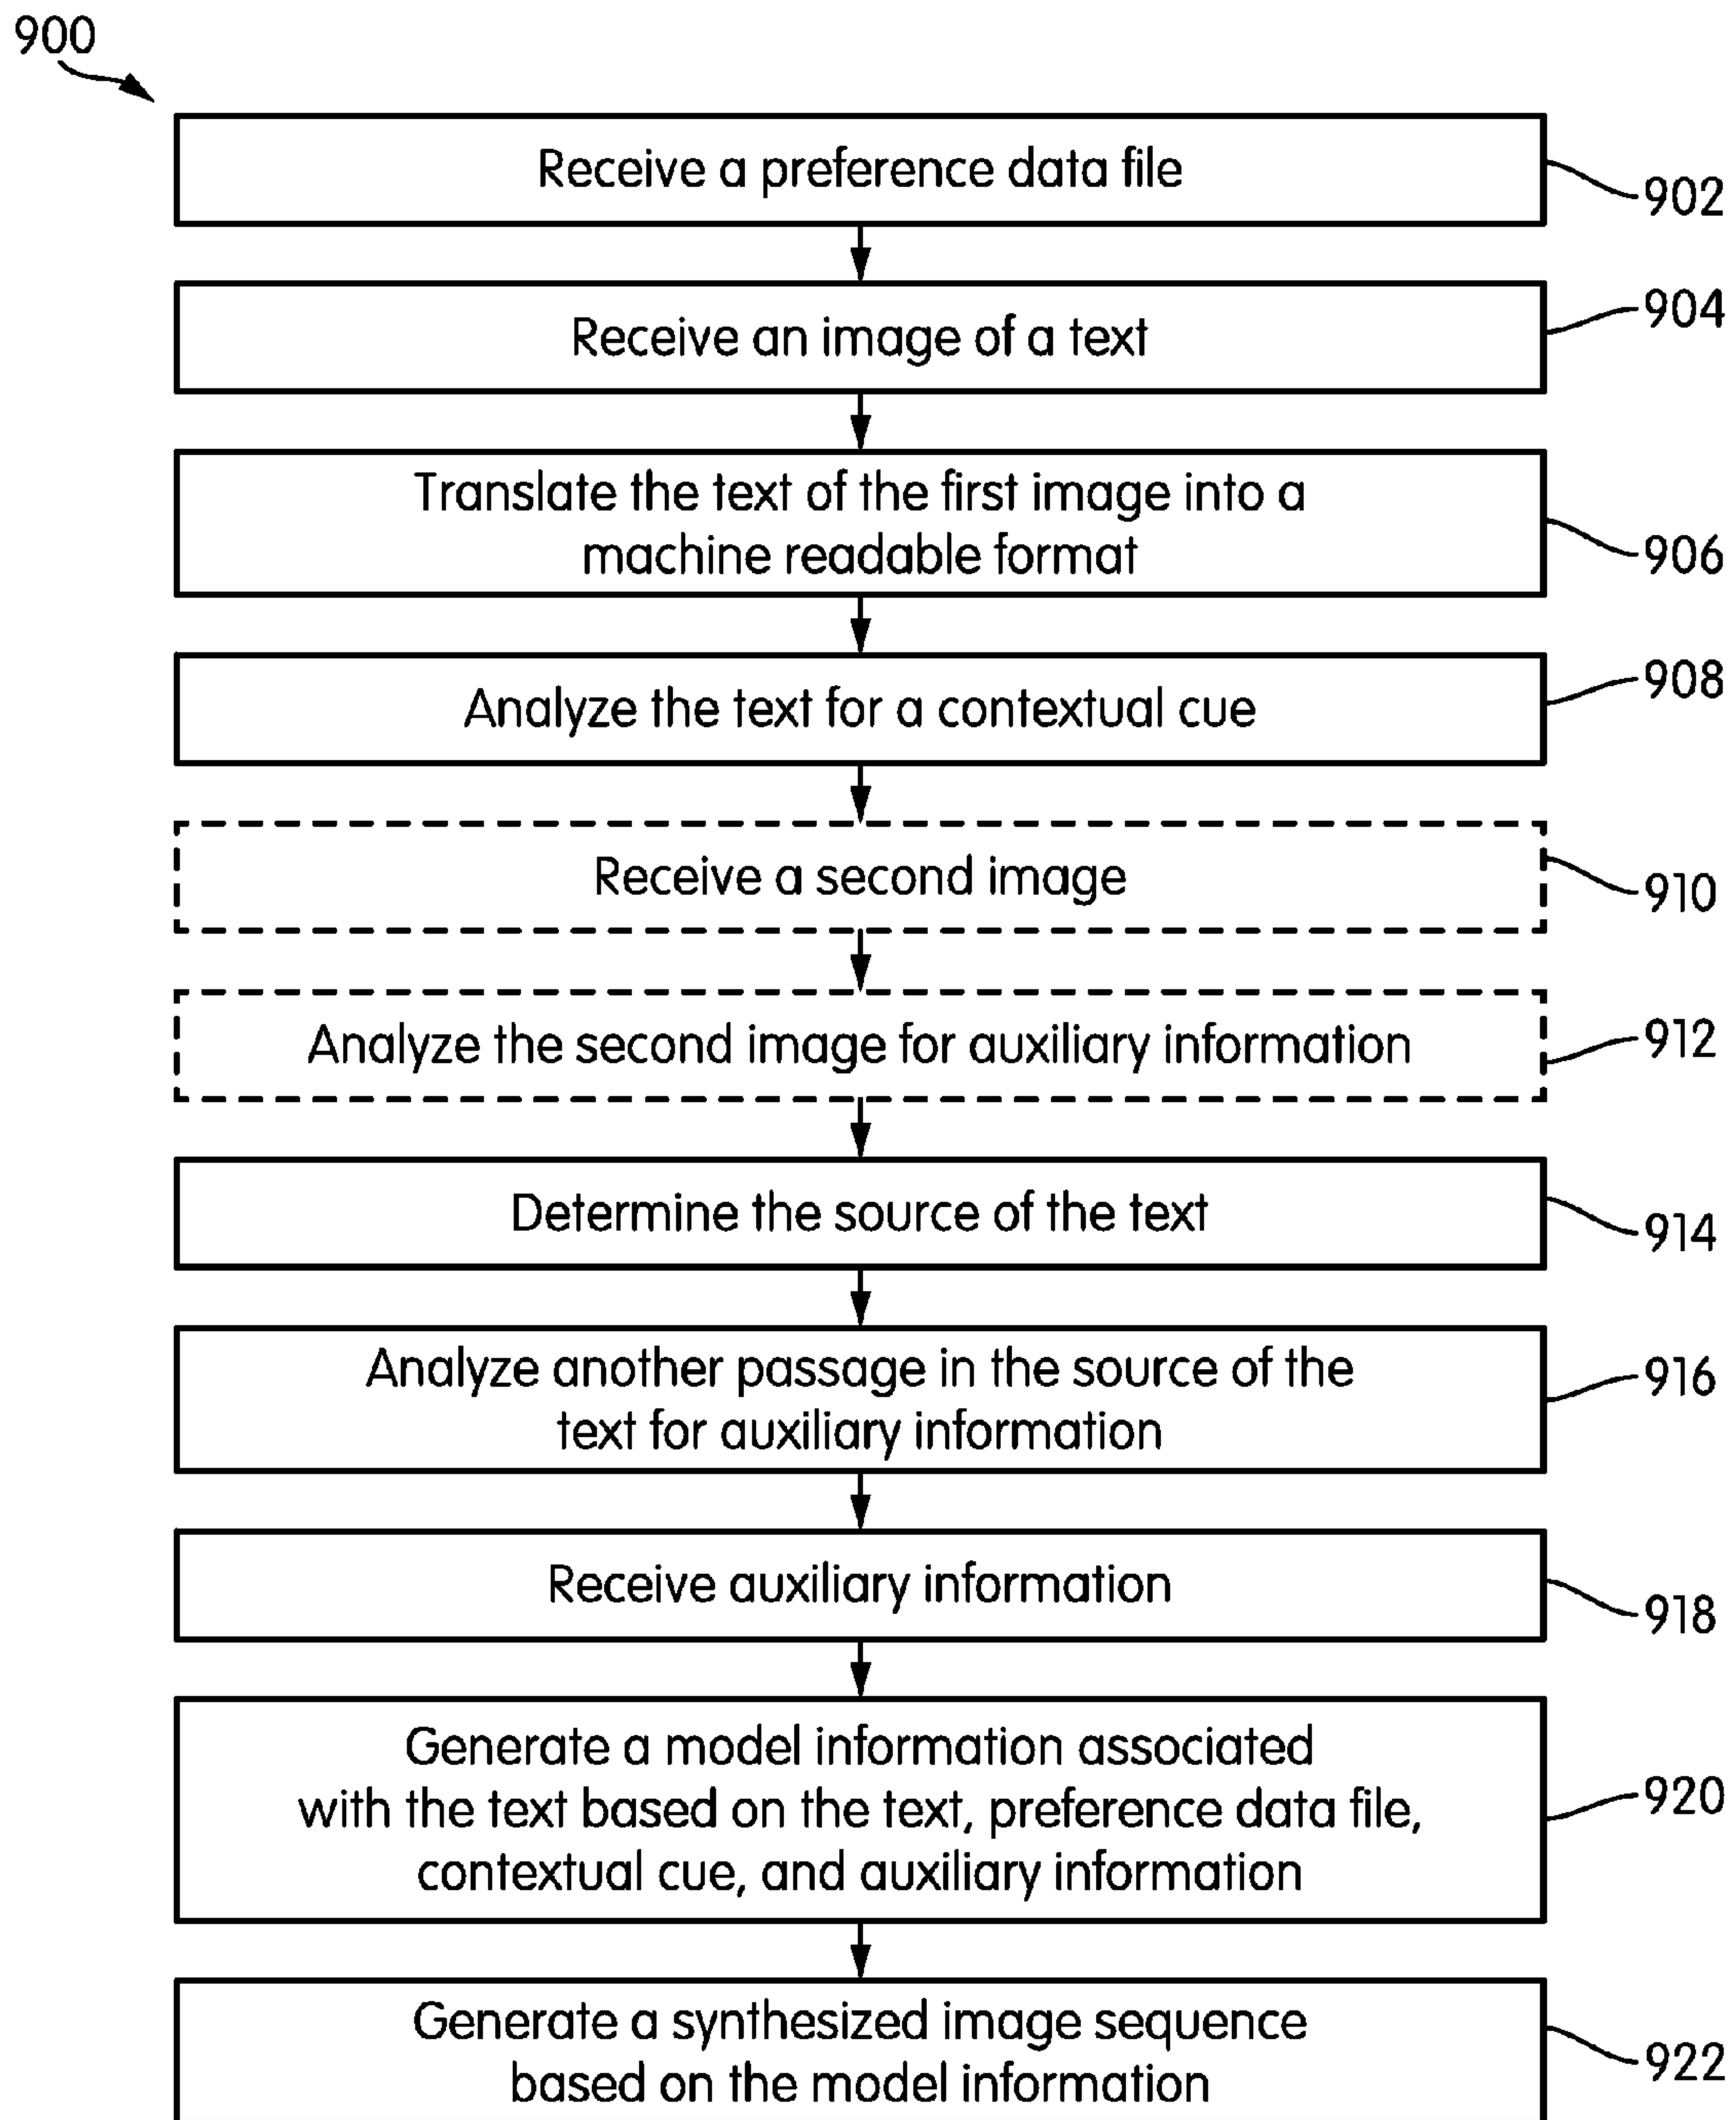 900
Receive a preference data file
902
Receive an image of a text
904
Translate the text of the first image into a
machine readable format
906
Analyze the text for a contextual cue
908
Receive a second image
910
Analyze the second image for auxiliary information
912
Determine the source of the text
914
Analyze another passage in the source of the
text for auxiliary information
916
Receive auxiliary information
918
Generate a model information associated
with the text based on the text, preference data file,
contextual cue, and auxiliary information
920
Generate a synthesized image sequence
based on the model information
922